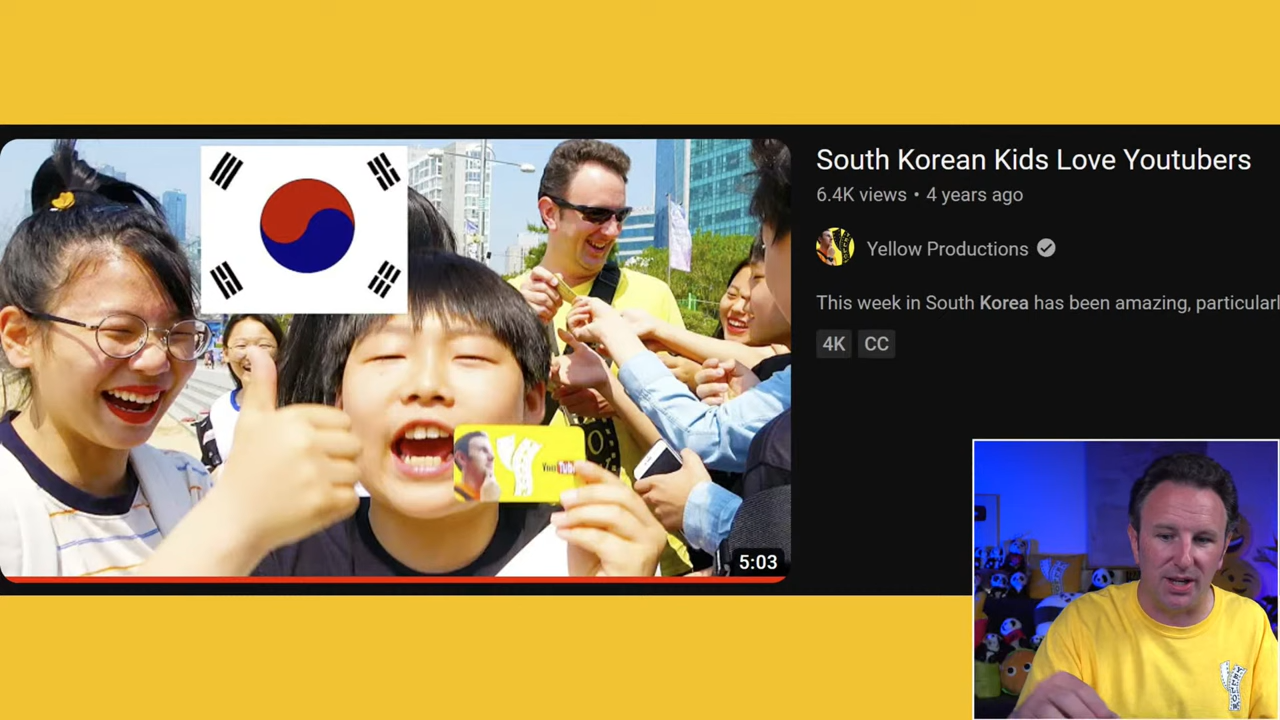 South Korean Kids Love Youtubers
6.4K views • 4 years ago
Yellow Productions
This week in South Korea has been amazing, particularl
4K CC
5:03
YouTUBE